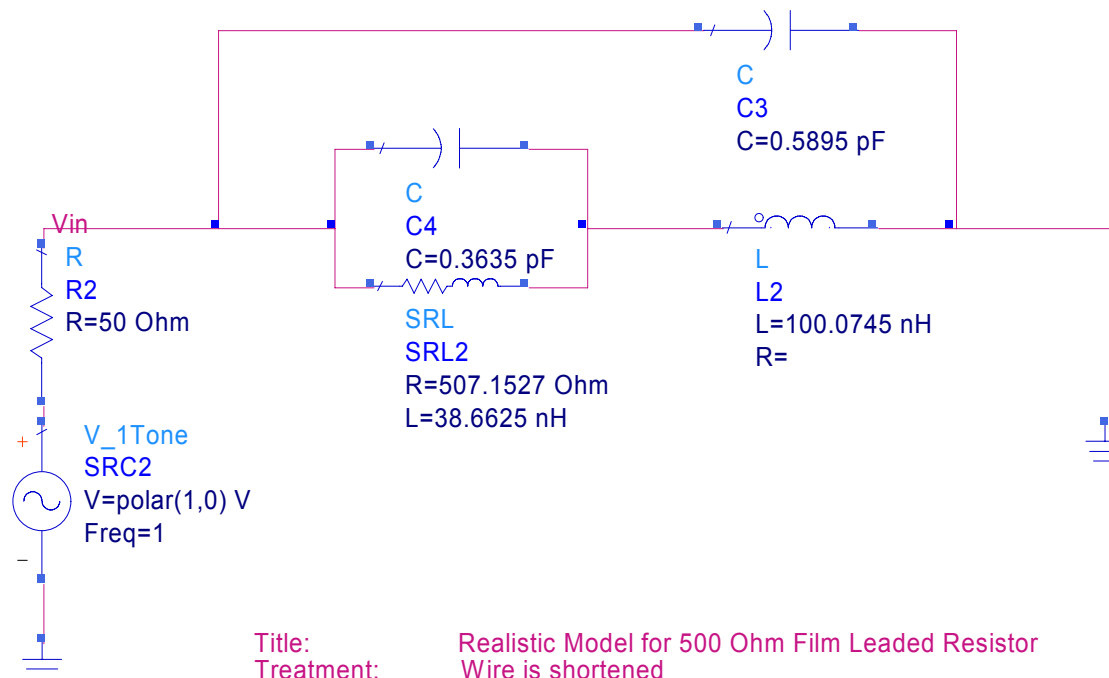 C
C3
C=0.5895 pF
C
C4
C=0.3635 pF
Vin
R
R2
R=50 Ohm
L
L2
L=100.0745 nH
R=
SRL
SRL2
R=507.1527 Ohm
L=38.6625 nH
+
V_1Tone
SRC2
V=polar(1,0) V
Freq=1
−
Title: Realistic Model for 500 Ohm Film Leaded Resistor
Treatment: Wire is shortened